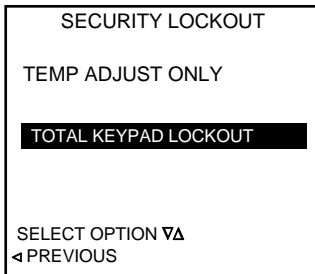 SECURITY LOCKOUT
TEMP ADJUST ONLY
TOTAL KEYPAD LOCKOUT
SELECT OPTION ∇∆
⊲ PREVIOUS